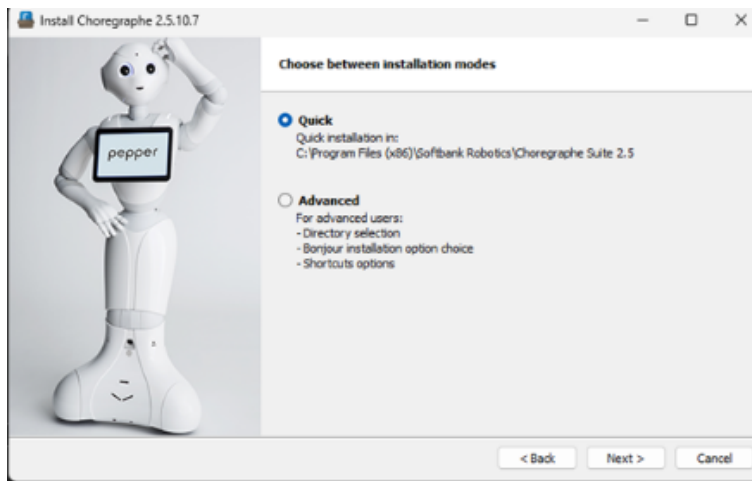 Install Choregraphe 2.5.10.7
pepper
Choose between installation modes
Quick
Quick installation in:
C:\Program Files (x86)\Softbank Robotics\Choregraphe Suite 2.5
Advanced
For advanced users:
- Directory selection
- Bonjour installation option choice
- Shortcuts options
< Back
Next >
Cancel